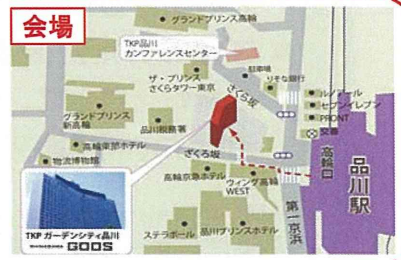 会場
グランドプリンス高輪
TKP品川
カンファレンスセンター
駐車場
りそな銀行
ザ・プリンス
さくらタワー東京
さくら坂
ルノアール
セブンイレブン
PRONT
交番
グランドプリンス
新高輪
品川税務署
高輪東部ホテル
ざくろ坂
高輪口
品川駅
物流博物館
高輪京急ホテル
ウィング高輪
WEST
第一京浜
TKP ガーデンシティ品川
SHINAGAWA GOOS
ステラボール
品川プリンスホテル